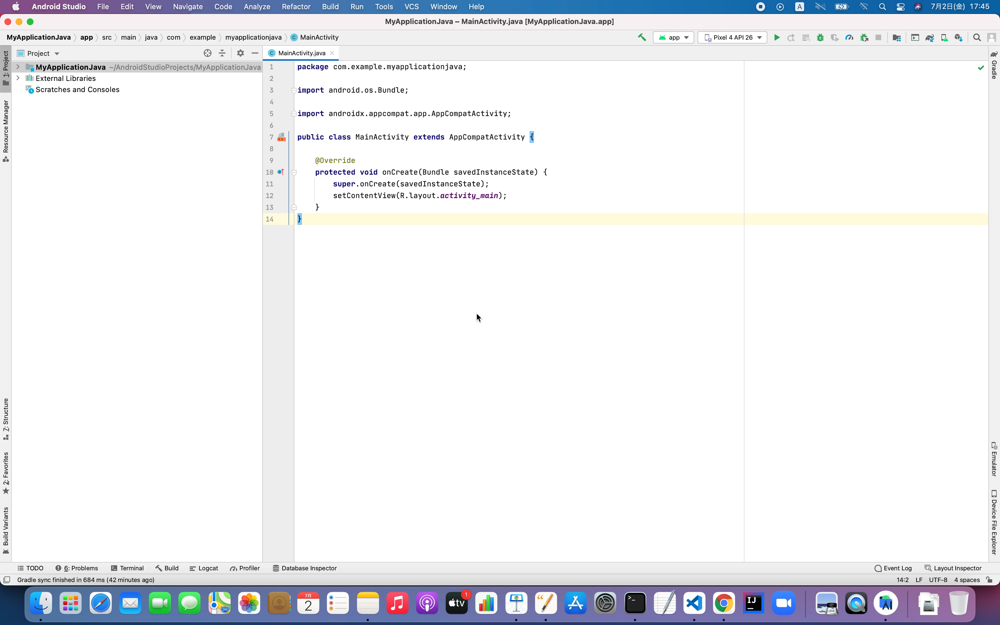 Android Studio File Edit View Navigate Code Analyze Refactor Build Run Tools VCS Window Help A 7月2日(金) 17:45
MyApplicationJava – MainActivity.java [MyApplicationJava.app]
MyApplicationJava app src main java com example myapplicationjava C MainActivity app Pixel 4 API 26
1: Project
Resource Manager
7: Structure
2: Favorites
Build Variants
Project
MyApplicationJava ~/AndroidStudioProjects/MyApplicationJava
External Libraries
Scratches and Consoles
C MainActivity.java
1 package com.example.myapplicationjava;
2
3 import android.os.Bundle;
4
5 import androidx.appcompat.app.AppCompatActivity;
6
7 public class MainActivity extends AppCompatActivity {
8
9 @Override
10 protected void onCreate(Bundle savedInstanceState) {
11 super.onCreate(savedInstanceState);
12 setContentView(R.layout.activity_main);
13 }
14 }
Gradle
Emulator
Device File Explorer
TODO 6: Problems Terminal Build Logcat Profiler Database Inspector Event Log Layout Inspector
Gradle sync finished in 684 ms (42 minutes ago) 14:2 LF UTF-8 4 spaces
280 7月 2 tv 1 >_ IJ